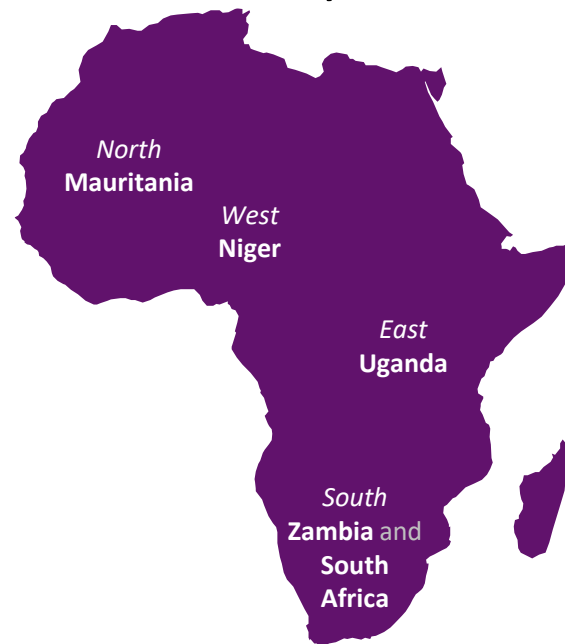 North
Mauritania
West
Niger
East
Uganda
South
Zambia and
South
Africa